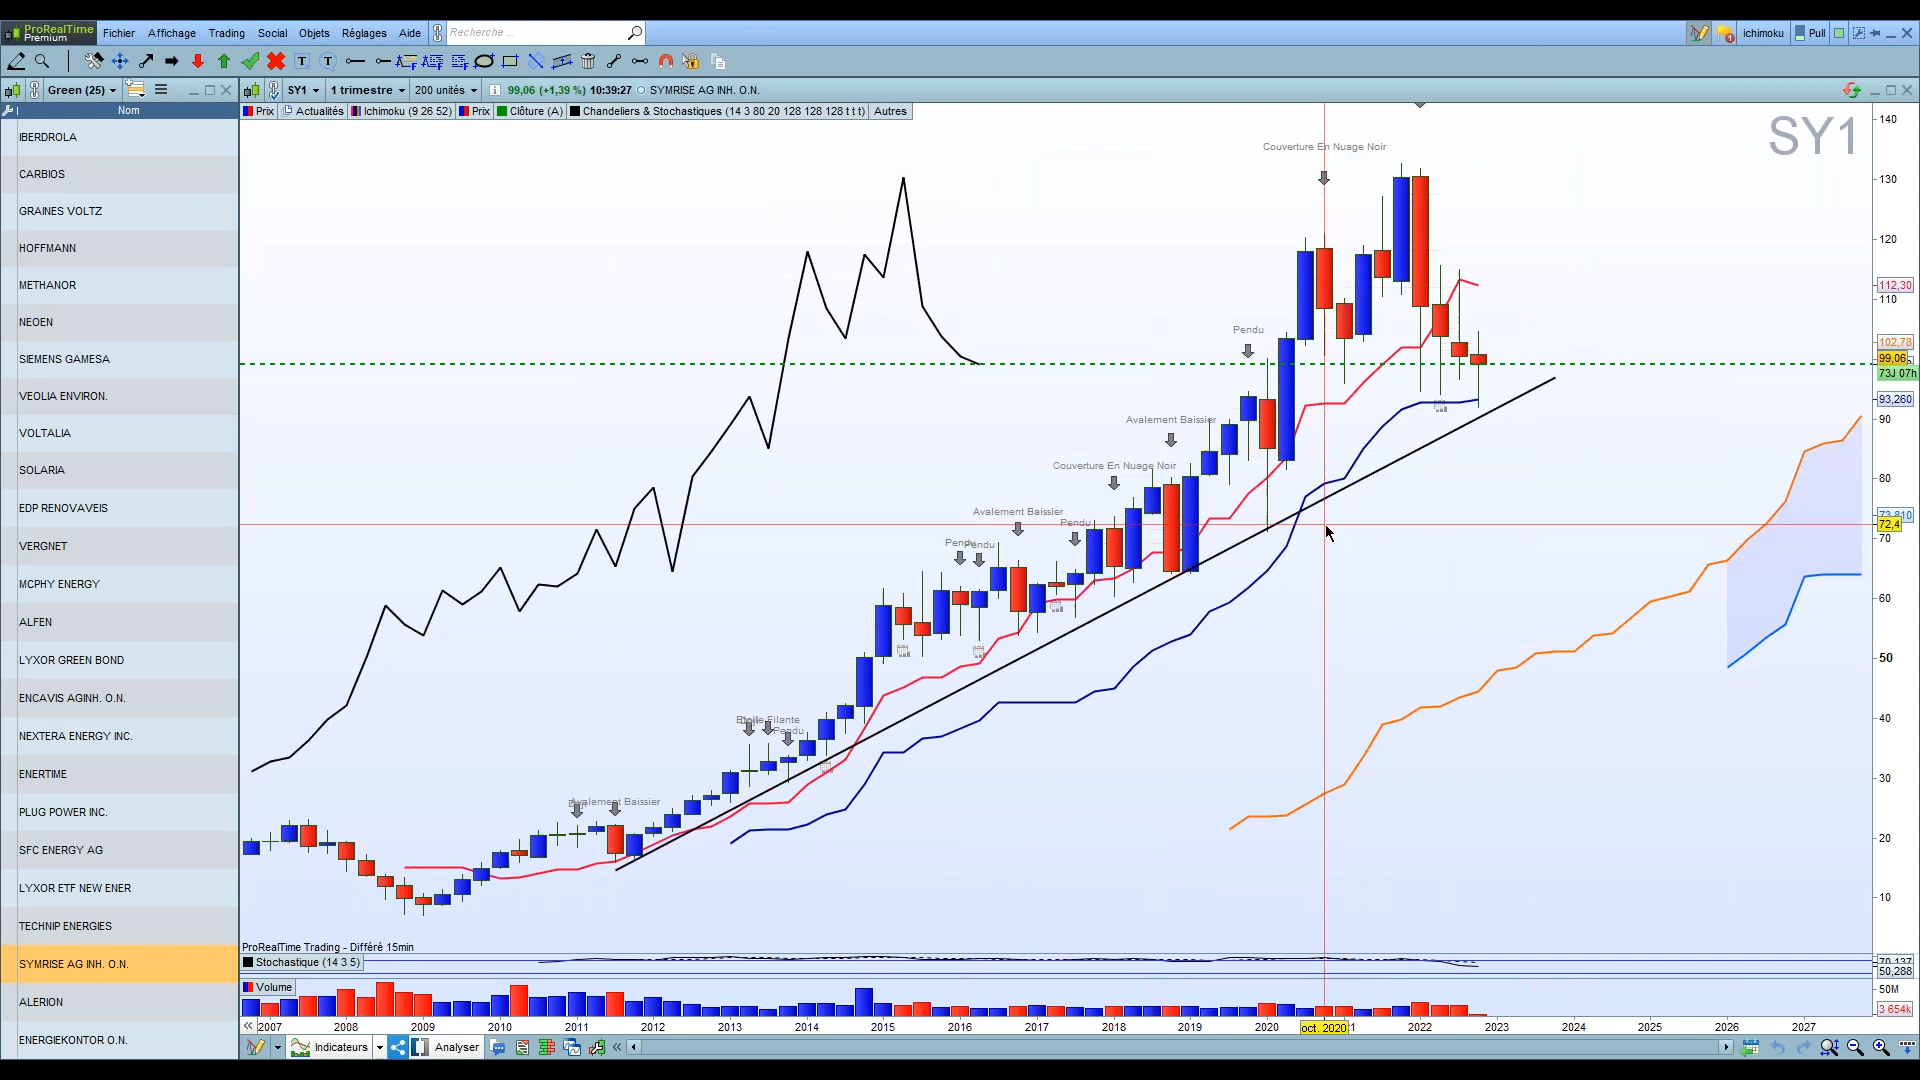 ProRealTime
Premium
Fichier Affichage Trading Social Objets Réglages Aide Recherche ... ichimoku Pull
Green (25) SY1 1 trimestre 200 unités 99,06 (+1,39 %) 10:39:27 SYMRISE AG INH. O.N.
Nom
Prix Actualités Ichimoku (9 26 52) Prix Clôture (A) Chandeliers & Stochastiques (14 3 80 20 128 128 128 t t t) Autres
IBERDROLA
CARBIOS
GRAINES VOLTZ
HOFFMANN
METHANOR
NEOEN
SIEMENS GAMESA
VEOLIA ENVIRON.
VOLTALIA
SOLARIA
EDP RENOVAVEIS
VERGNET
MCPHY ENERGY
ALFEN
LYXOR GREEN BOND
ENCAVIS AGINH. O.N.
NEXTERA ENERGY INC.
ENERTIME
PLUG POWER INC.
SFC ENERGY AG
LYXOR ETF NEW ENER
TECHNIP ENERGIES
SYMRISE AG INH. O.N.
ALERION
ENERGIEKONTOR O.N.
SY1
Couverture En Nuage Noir
Pendu
Avalement Baissier
Couverture En Nuage Noir
Avalement Baissier
Pendu
Pendu
Pendu
Etoile Filante
Pendu
Avalement Baissier
140
130
120
112,30
110
102,78
99,06
73J 07h
93,260
90
80
73,810
72,4
70
60
50
40
30
20
10
ProRealTime Trading - Différé 15min
Stochastique (14 3 5)
70,137
50,288
Volume
50M
3 654k
2007 2008 2009 2010 2011 2012 2013 2014 2015 2016 2017 2018 2019 2020 oct. 2020 2022 2023 2024 2025 2026 2027
Indicateurs Analyser